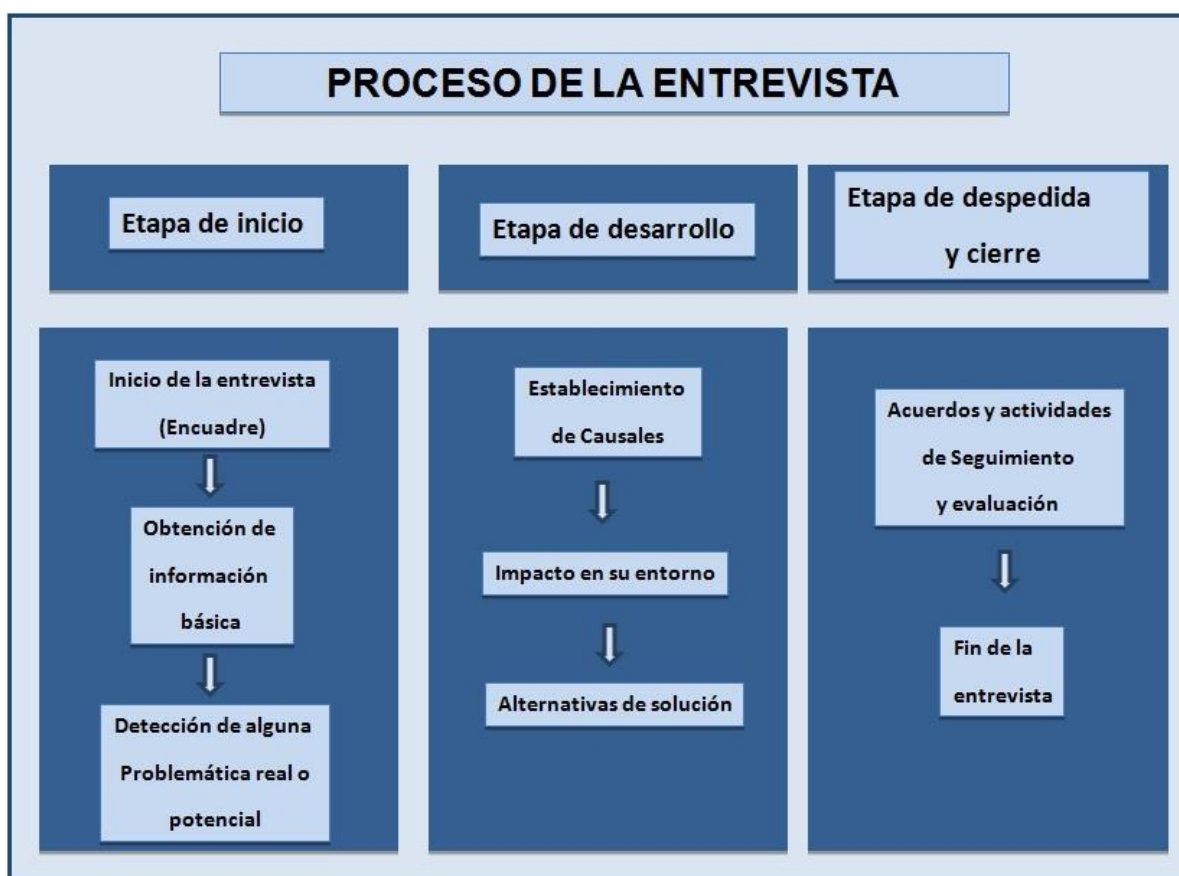 PROCESO DE LA ENTREVISTA
Etapa de inicio
Etapa de desarrollo
Etapa de despedida
y cierre
Inicio de la entrevista
(Encuadre)
Obtención de
información
básica
Detección de alguna
Problemática real o
potencial
Establecimiento
de Causales
Impacto en su entorno
Alternativas de solución
Acuerdos y actividades
de Seguimiento
y evaluación
Fin de la
entrevista